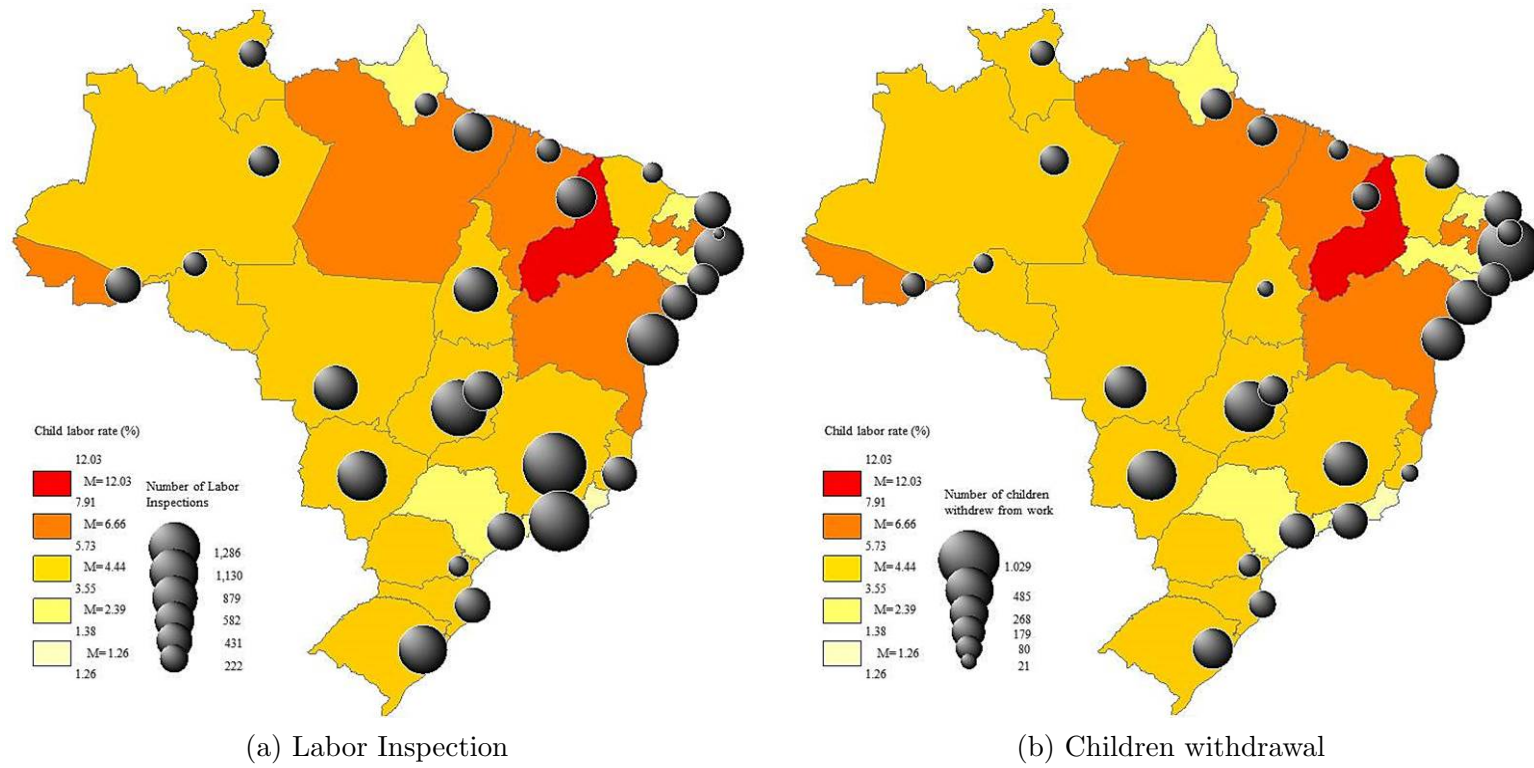 Child labor rate (%)
12.03
M=12.03
7.91
M=6.66
5.73
M=4.44
3.55
M=2.39
1.38
M=1.26
1.26
Number of Labor
Inspections
1,286
1,130
879
582
431
222
(a) Labor Inspection
Child labor rate (%)
12.03
M=12.03
7.91
M=6.66
5.73
M=4.44
3.55
M=2.39
1.38
M=1.26
1.26
Number of children
withdrew from work
1.029
485
268
179
80
21
(b) Children withdrawal